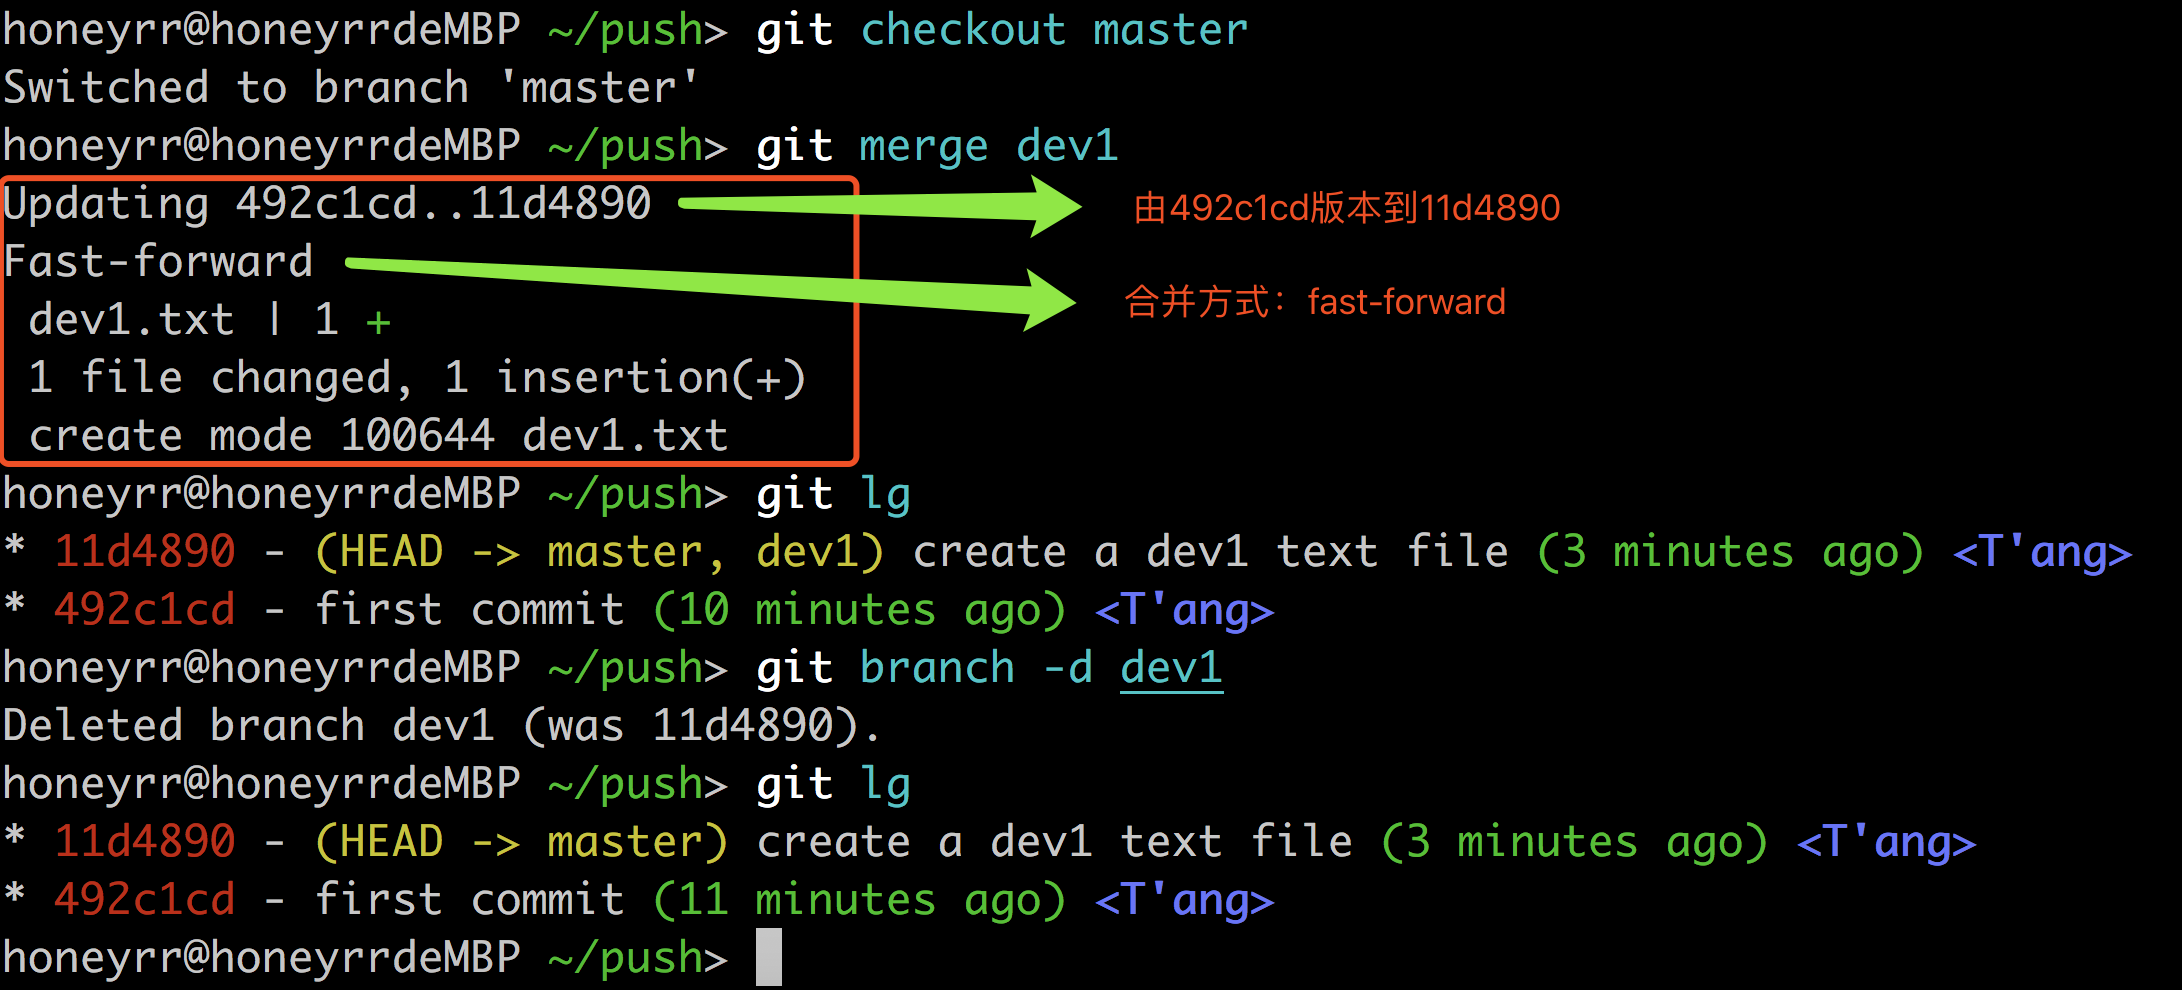 honeyrr@honeyrrdeMBP ~/push> git checkout master
Switched to branch 'master'
honeyrr@honeyrrdeMBP ~/push> git merge dev1
Updating 492c1cd..11d4890
由492c1cd版本到11d4890
Fast-forward
合并方式：fast-forward
dev1.txt | 1 +
1 file changed, 1 insertion(+)
create mode 100644 dev1.txt
honeyrr@honeyrrdeMBP ~/push> git lg
* 11d4890 - (HEAD -> master, dev1) create a dev1 text file (3 minutes ago) <T'ang>
* 492c1cd - first commit (10 minutes ago) <T'ang>
honeyrr@honeyrrdeMBP ~/push> git branch -d dev1
Deleted branch dev1 (was 11d4890).
honeyrr@honeyrrdeMBP ~/push> git lg
* 11d4890 - (HEAD -> master) create a dev1 text file (3 minutes ago) <T'ang>
* 492c1cd - first commit (11 minutes ago) <T'ang>
honeyrr@honeyrrdeMBP ~/push>